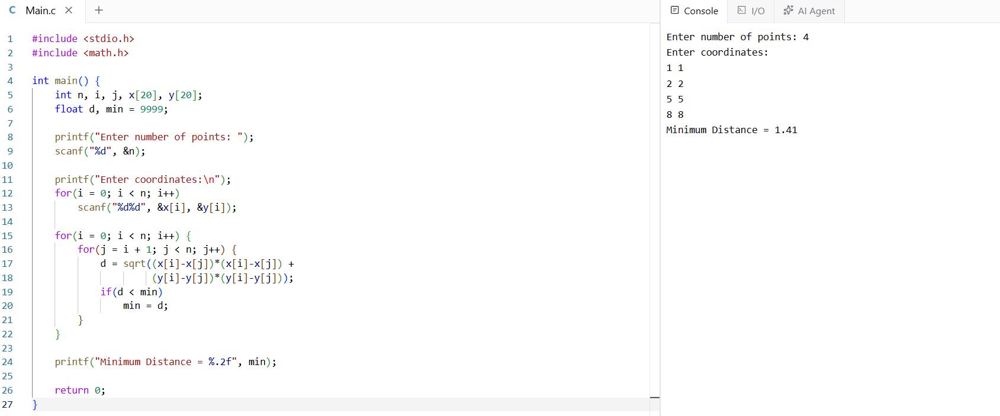 C Main.c × +
1 #include <stdio.h>
2 #include <math.h>
3
4 int main() {
5     int n, i, j, x[20], y[20];
6     float d, min = 9999;
7
8     printf("Enter number of points: ");
9     scanf("%d", &n);
10
11     printf("Enter coordinates:\n");
12     for(i = 0; i < n; i++)
13         scanf("%d%d", &x[i], &y[i]);
14
15     for(i = 0; i < n; i++) {
16         for(j = i + 1; j < n; j++) {
17             d = sqrt((x[i]-x[j])*(x[i]-x[j]) +
18                      (y[i]-y[j])*(y[i]-y[j]));
19             if(d < min)
20                 min = d;
21         }
22     }
23
24     printf("Minimum Distance = %.2f", min);
25
26     return 0;
27 }
Console I/O AI Agent
Enter number of points: 4
Enter coordinates:
1 1
2 2
5 5
8 8
Minimum Distance = 1.41